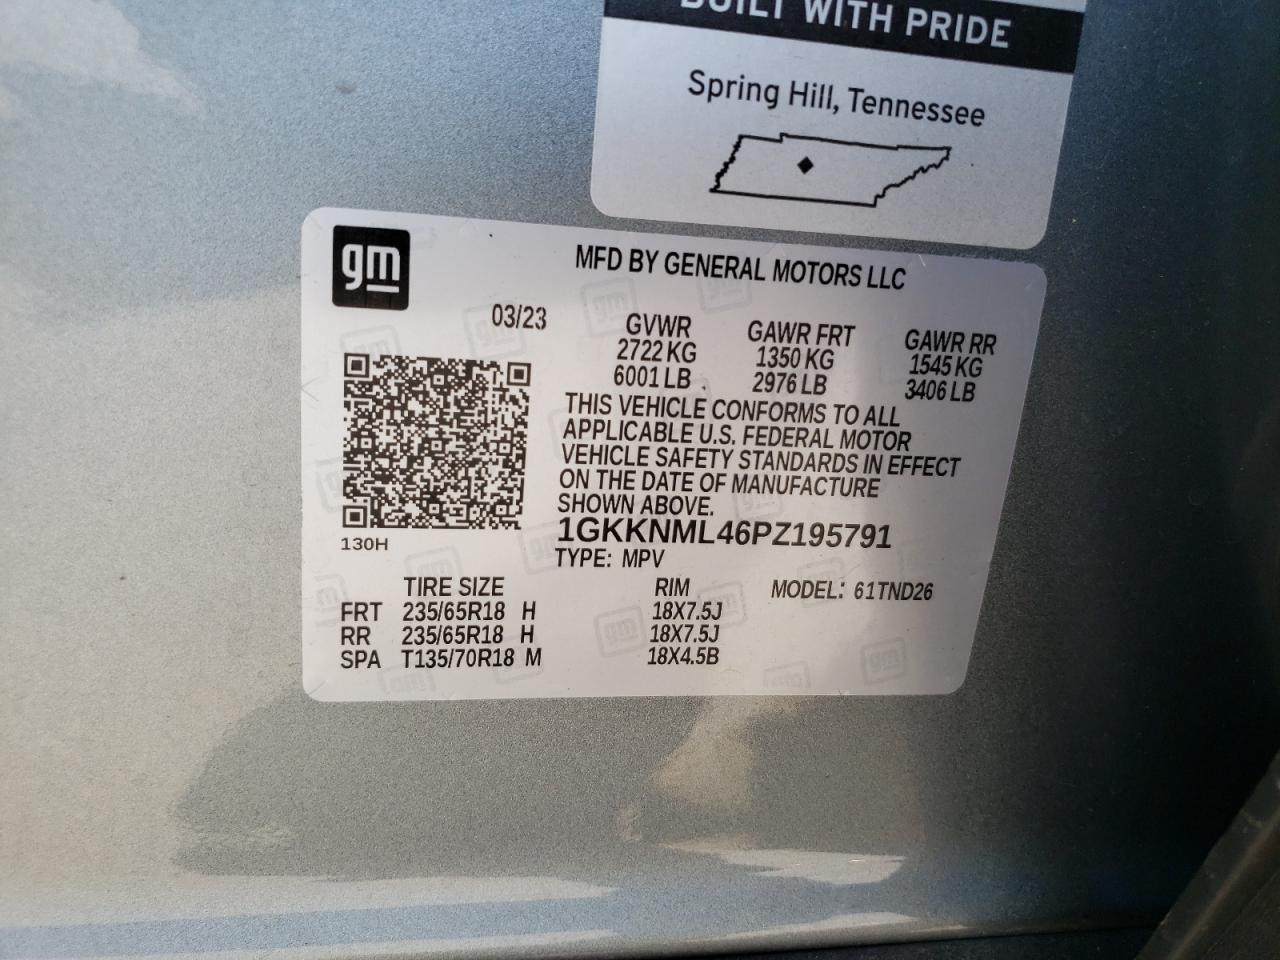 BUILT WITH PRIDE
Spring Hill, Tennessee
gm
MFD BY GENERAL MOTORS LLC
03/23
GVWR
2722 KG
6001 LB
GAWR FRT
1350 KG
2976 LB
GAWR RR
1545 KG
3406 LB
THIS VEHICLE CONFORMS TO ALL
APPLICABLE U.S. FEDERAL MOTOR
VEHICLE SAFETY STANDARDS IN EFFECT
ON THE DATE OF MANUFACTURE
SHOWN ABOVE.
1GKKNML46PZ195791
TYPE: MPV
130H
TIRE SIZE RIM MODEL: 61TND26
FRT 235/65R18 H 18X7.5J
RR 235/65R18 H 18X7.5J
SPA T135/70R18 M 18X4.5B